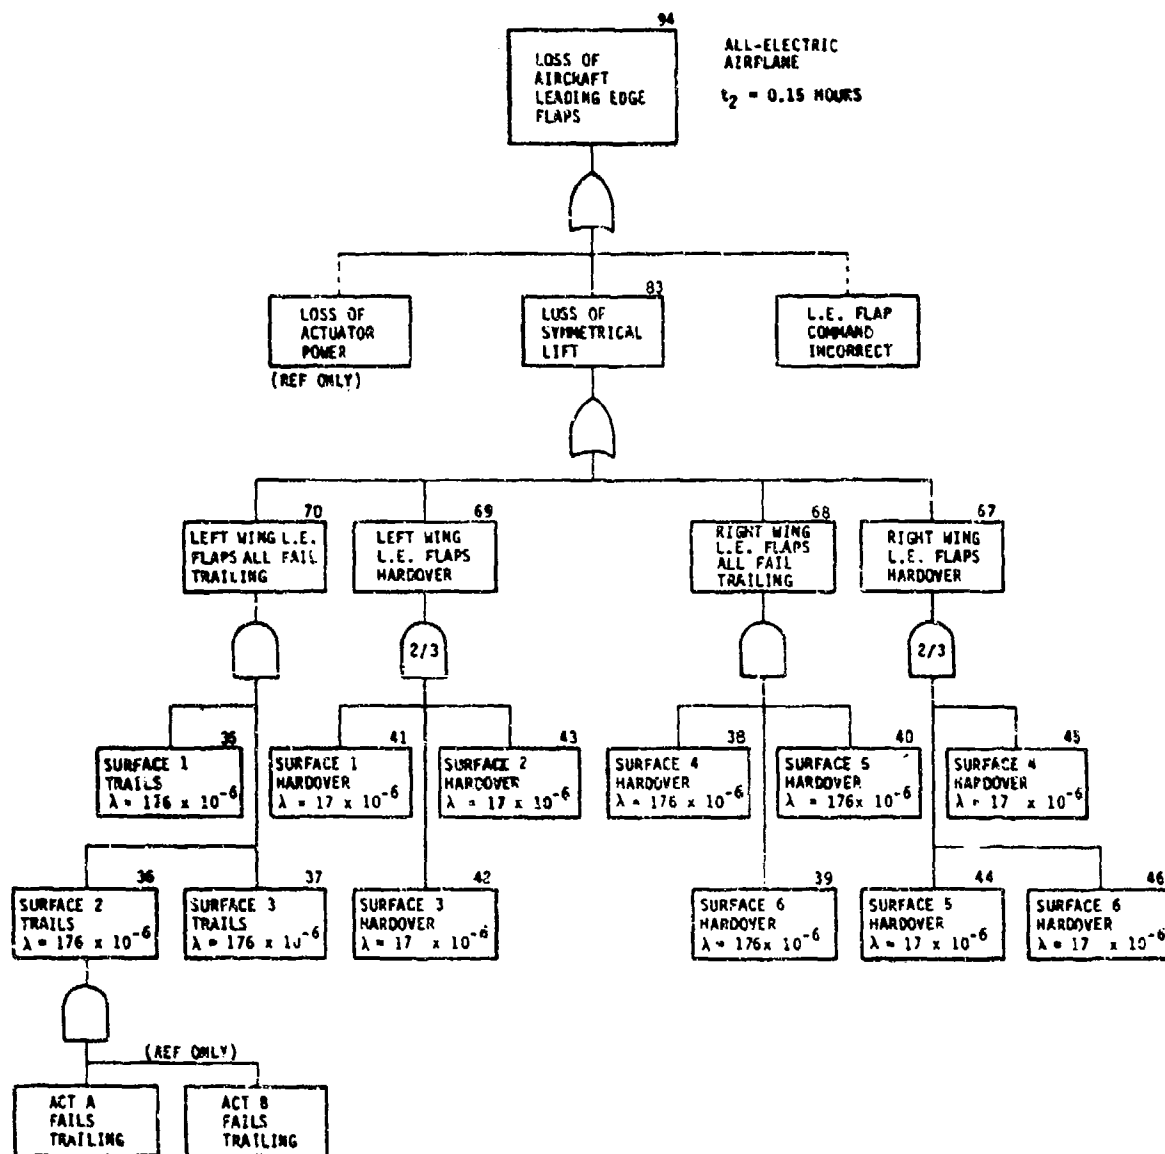 94
LOSS OF
AIRCRAFT
LEADING EDGE
FLAPS
ALL-ELECTRIC
AIRPLANE
t2 = 0.15 HOURS
LOSS OF
ACTUATOR
POWER
(REF ONLY)
83
LOSS OF
SYMMETRICAL
LIFT
L.E. FLAP
COMMAND
INCORRECT
70
LEFT WING L.E.
FLAPS ALL FAIL
TRAILING
69
LEFT WING
L.E. FLAPS
HARDOVER
68
RIGHT WING
L.E. FLAPS
ALL FAIL
TRAILING
67
RIGHT WING
L.E. FLAPS
HARDOVER
2/3
2/3
35
SURFACE 1
TRAILS
λ = 176 x 10^-6
41
SURFACE 1
HARDOVER
λ = 17 x 10^-6
43
SURFACE 2
HARDOVER
λ = 17 x 10^-6
38
SURFACE 4
HARDOVER
λ = 176 x 10^-6
40
SURFACE 5
HARDOVER
λ = 176x 10^-6
45
SURFACE 4
HARDOVER
λ = 17 x 10^-6
36
SURFACE 2
TRAILS
λ = 176 x 10^-6
37
SURFACE 3
TRAILS
λ = 176 x 10^-6
42
SURFACE 3
HARDOVER
λ = 17 x 10^-6
39
SURFACE 6
HARDOVER
λ = 176x 10^-6
44
SURFACE 5
HARDOVER
λ = 17 x 10^-6
46
SURFACE 6
HARDOVER
λ = 17 x 10^-6
(REF ONLY)
ACT A
FAILS
TRAILING
ACT B
FAILS
TRAILING